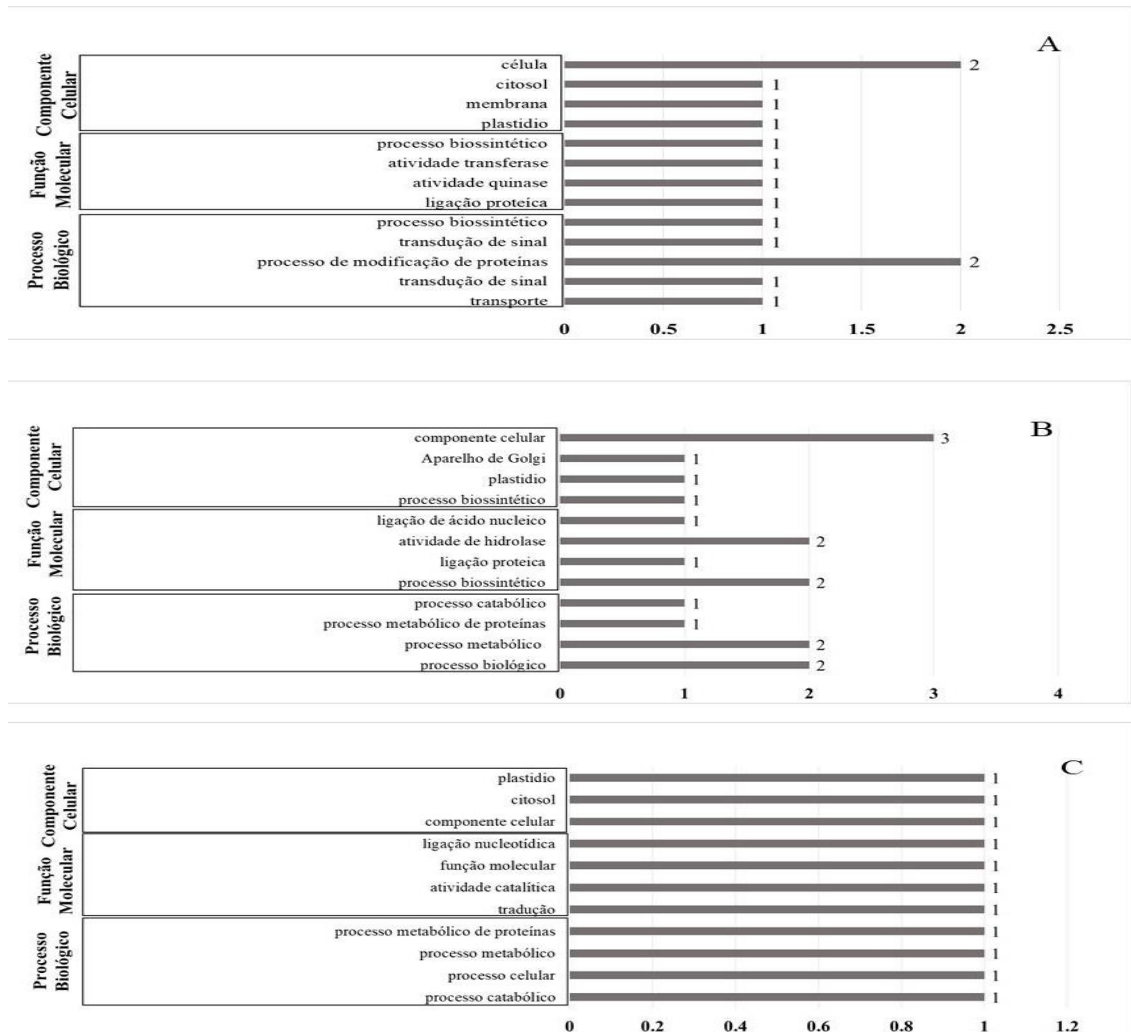 A
Componente
Celular
célula 2
citosol 1
membrana 1
plastidio 1
Função
Molecular
processo biossintético 1
atividade transferase 1
atividade quinase 1
ligação proteíca 1
Processo
Biológico
processo biossintético 1
transdução de sinal 1
processo de modificação de proteínas 2
transdução de sinal 1
transporte 1
0 0.5 1 1.5 2 2.5
B
Componente
Celular
componente celular 3
Aparelho de Golgi 1
plastídio 1
processo biossintético 1
Função
Molecular
ligação de ácido nucleico 1
atividade de hidrolase 2
ligação proteica 1
processo biossintético 2
Processo
Biológico
processo catabólico 1
processo metabólico de proteínas 1
processo metabólico 2
processo biológico 2
0 1 2 3 4
C
Componente
Celular
plastidio 1
citosol 1
componente celular 1
Função
Molecular
ligação nucleotídica 1
função molecular 1
atividade catalítica 1
tradução 1
Processo
Biológico
processo metabólico de proteínas 1
processo metabólico 1
processo celular 1
processo catabólico 1
0 0.2 0.4 0.6 0.8 1 1.2